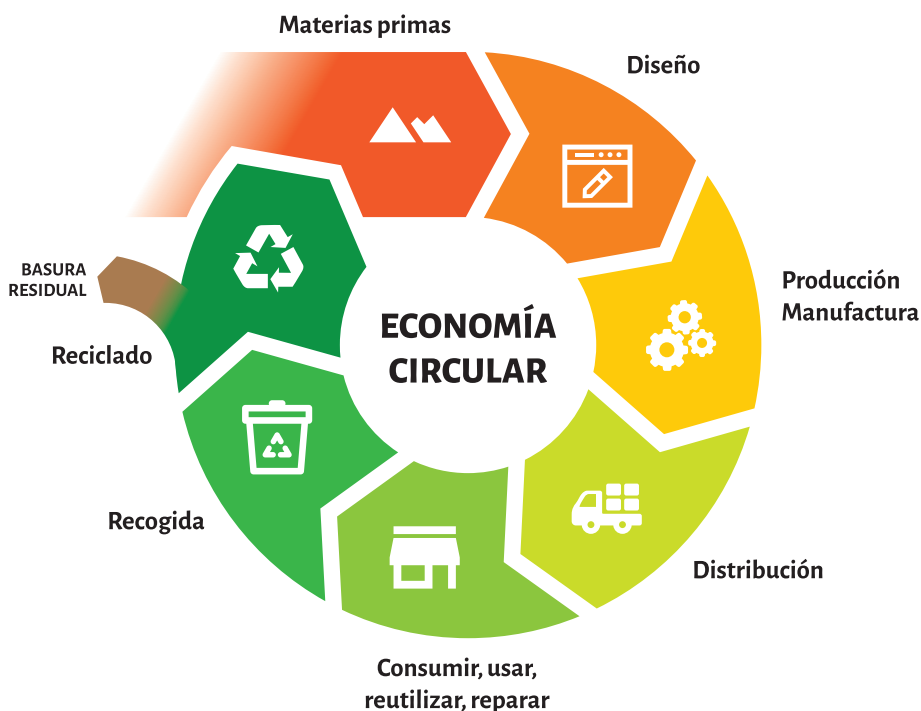 Materias primas
Diseño
Producción
Manufactura
Distribución
Consumir, usar,
reutilizar, reparar
Recogida
Reciclado
BASURA
RESIDUAL
ECONOMÍA
CIRCULAR